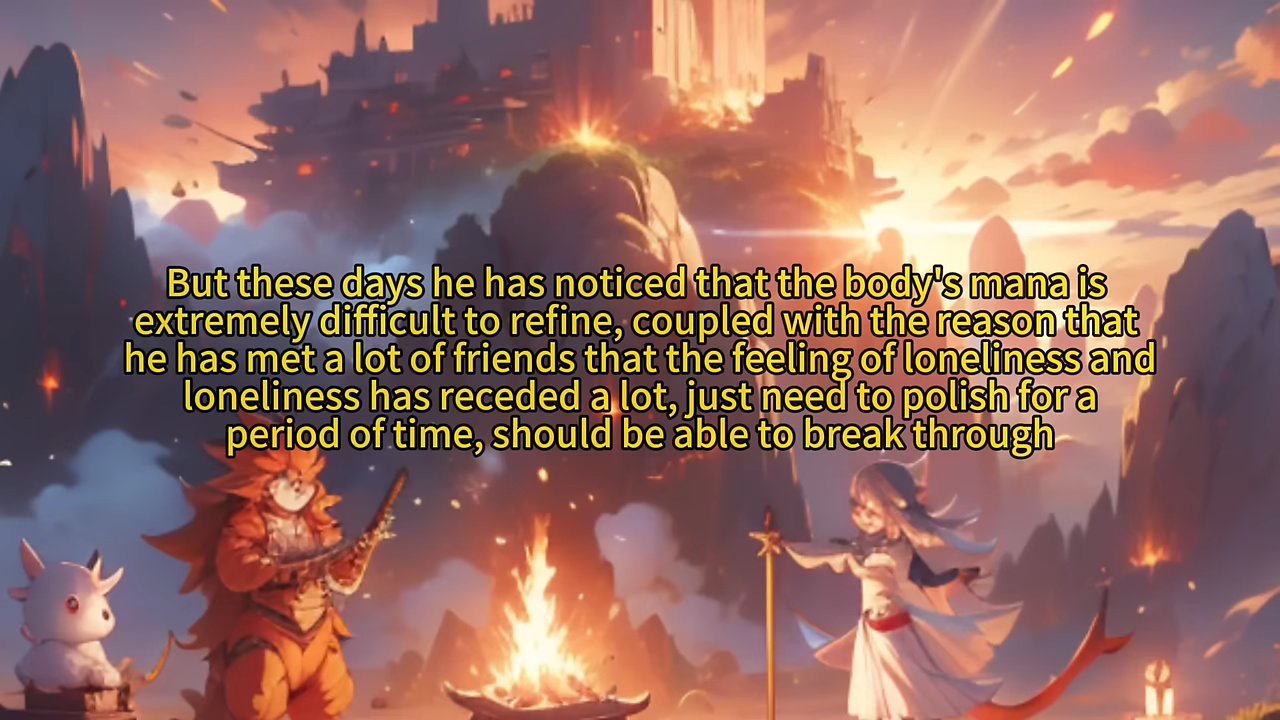 But these days he has noticed that the body's mana is
extremely difficult to refine, coupled with the reason that
he has met a lot of friends that the feeling of loneliness and
loneliness has receded a lot, just need to polish for a
period of time, should be able to break through